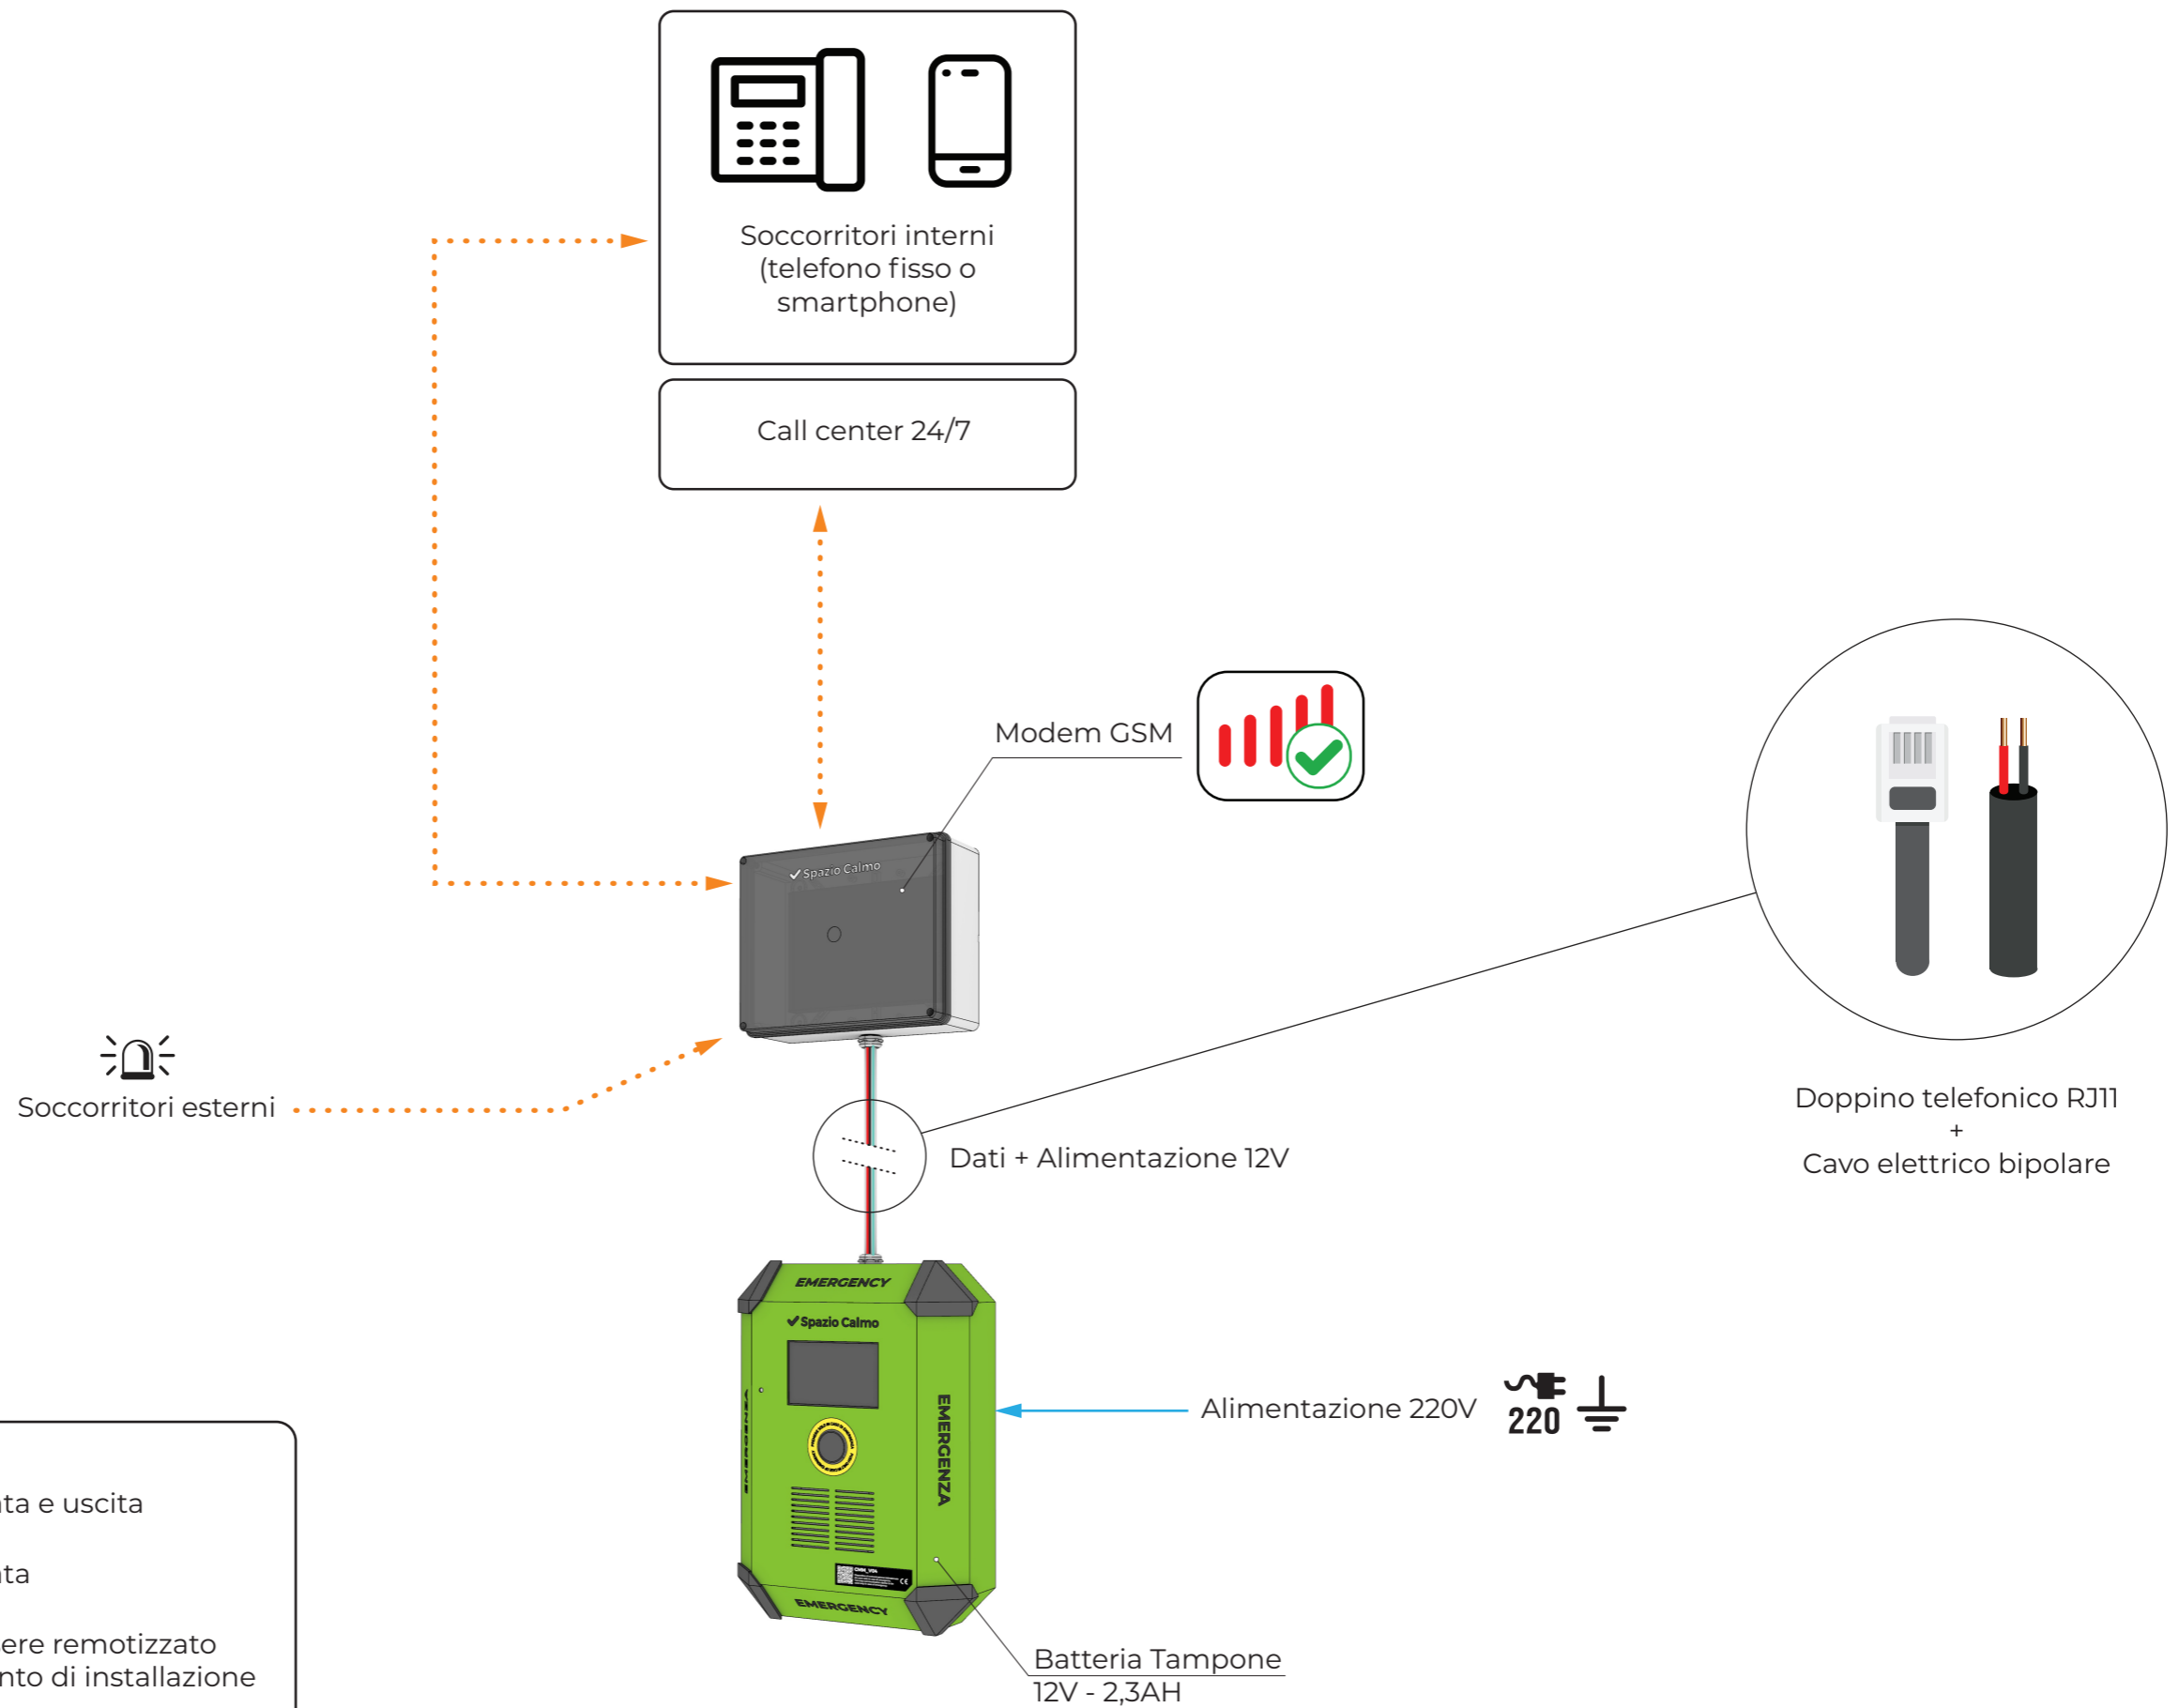 Soccorritori interni
(telefono fisso o
smartphone)
Call center 24/7
Modem GSM
Spazio Calmo
Soccorritori esterni
Dati + Alimentazione 12V
Doppino telefonico RJ11
+
Cavo elettrico bipolare
EMERGENCY
Spazio Calmo
EMERGENZA
Alimentazione 220V
220
EMERGENCY
Batteria Tampone
12V - 2,3AH
ta e uscita
ta
ere remotizzato
nto di installazione